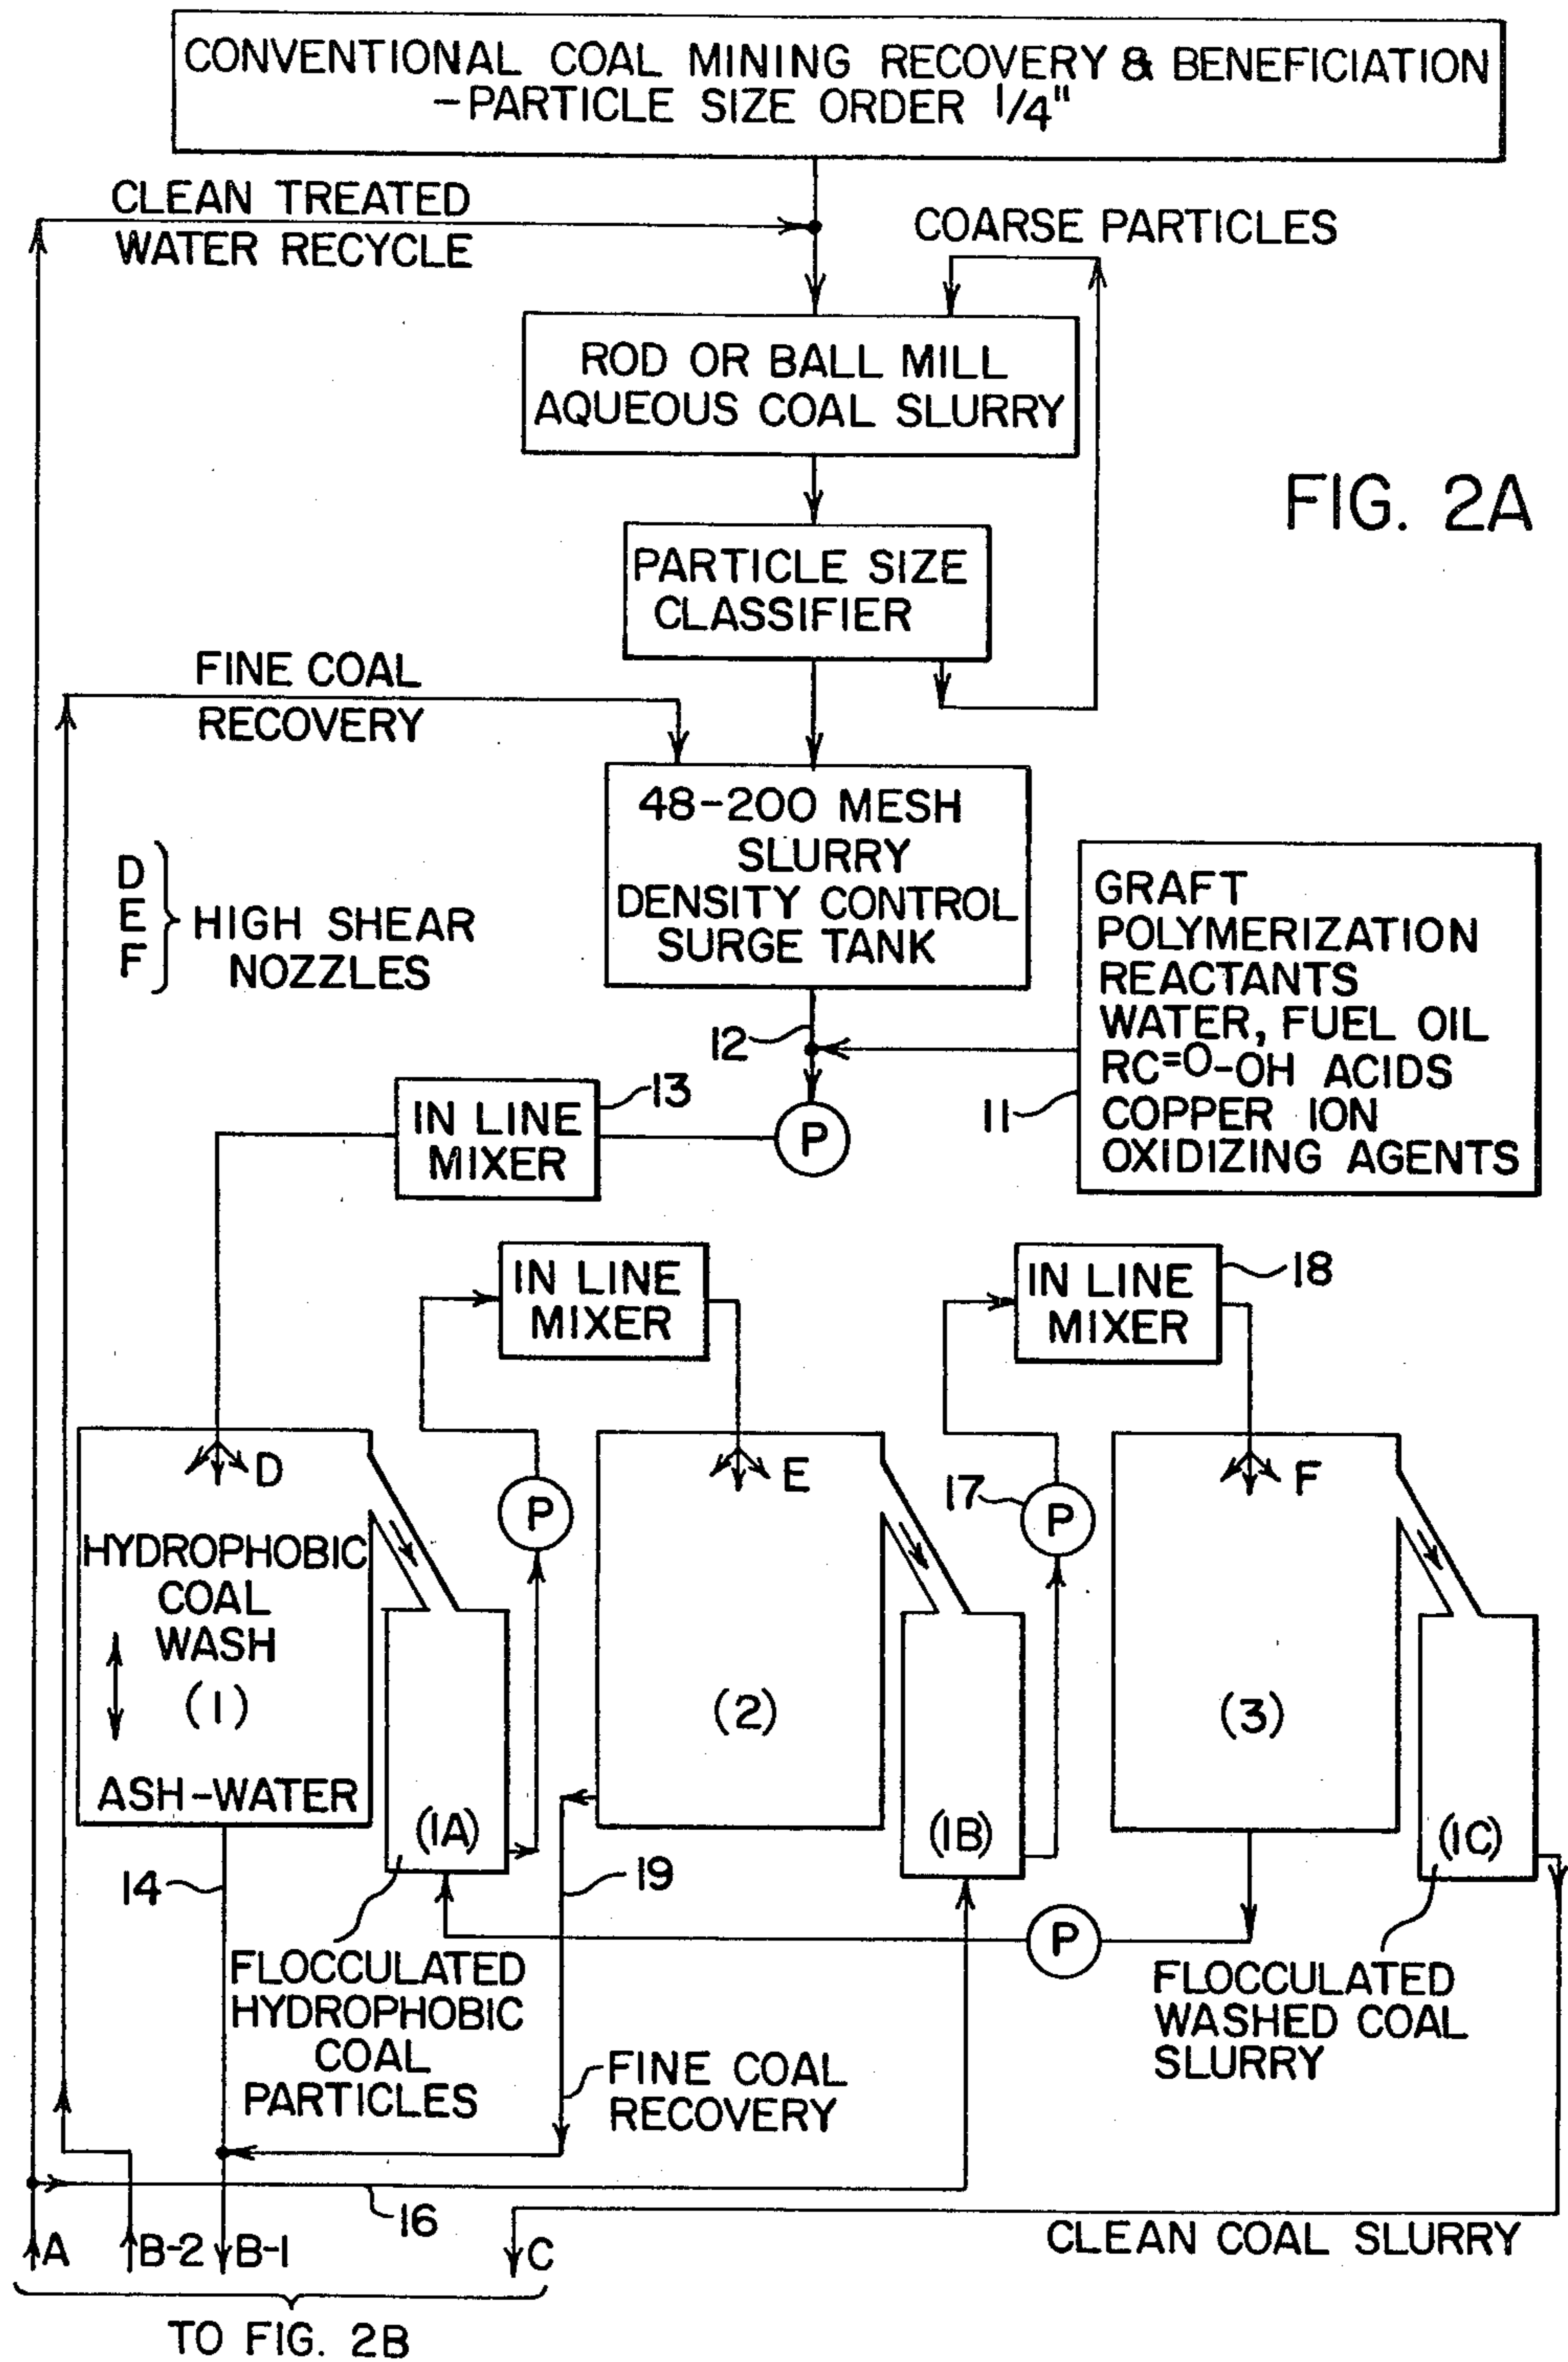 CONVENTIONAL COAL MINING RECOVERY & BENEFICIATION
-PARTICLE SIZE ORDER 1/4"
CLEAN TREATED
WATER RECYCLE
COARSE PARTICLES
ROD OR BALL MILL
AQUEOUS COAL SLURRY
FIG. 2A
PARTICLE SIZE
CLASSIFIER
FINE COAL
RECOVERY
48-200 MESH
SLURRY
DENSITY CONTROL
SURGE TANK
D
E
F
HIGH SHEAR
NOZZLES
GRAFT
POLYMERIZATION
REACTANTS
WATER, FUEL OIL
RC=O-OH ACIDS
COPPER ION
OXIDIZING AGENTS
11
12
P
13
IN LINE
MIXER
IN LINE
MIXER
IN LINE
MIXER
18
D
HYDROPHOBIC
COAL
WASH
(1)
ASH-WATER
P
(1A)
E
(2)
17
P
(1B)
F
(3)
(1C)
14
19
P
FLOCCULATED
HYDROPHOBIC
COAL
PARTICLES
FLOCCULATED
WASHED COAL
SLURRY
FINE COAL
RECOVERY
16
A
B-2
B-1
C
CLEAN COAL SLURRY
TO FIG. 2B